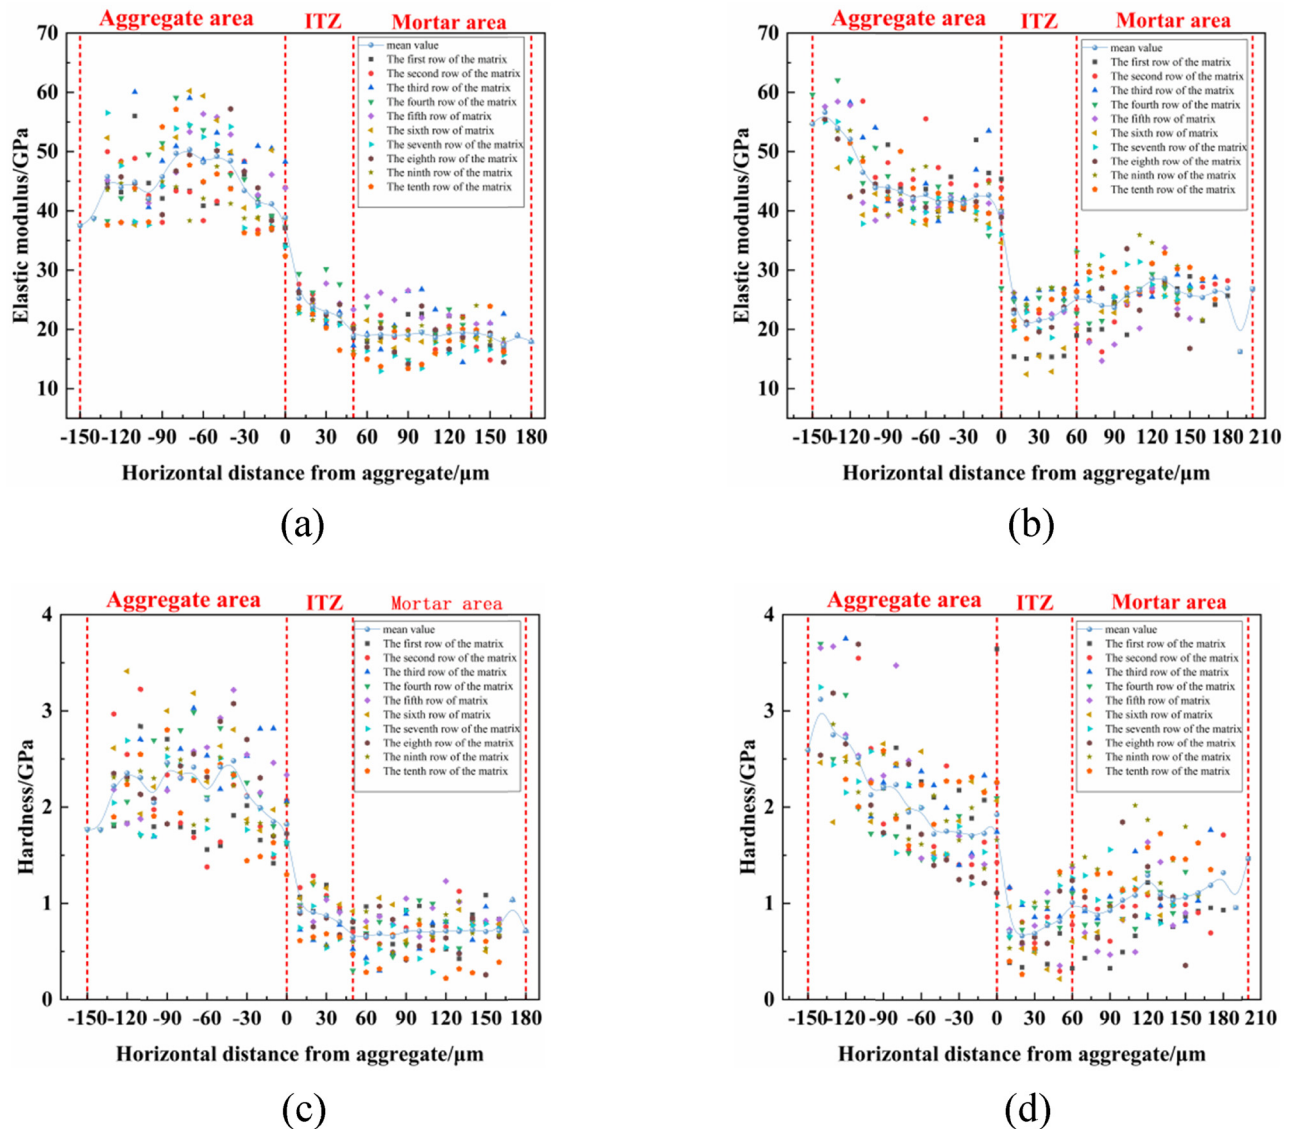 Aggregate area ITZ Mortar area
70
60
50
40
30
20
10
Elastic modulus/GPa
mean value
The first row of the matrix
The second row of the matrix
The third row of the matrix
The fourth row of the matrix
The fifth row of matrix
The sixth row of matrix
The seventh row of the matrix
The eighth row of the matrix
The ninth row of the matrix
The tenth row of the matrix
-150 -120 -90 -60 -30 0 30 60 90 120 150 180
Horizontal distance from aggregate/μm
(a)
Aggregate area ITZ Mortar area
70
60
50
40
30
20
10
Elastic modulus/GPa
mean value
The first row of the matrix
The second row of the matrix
The third row of the matrix
The fourth row of the matrix
The fifth row of matrix
The sixth row of matrix
The seventh row of the matrix
The eighth row of the matrix
The ninth row of the matrix
The tenth row of the matrix
-150 -120 -90 -60 -30 0 30 60 90 120 150 180 210
Horizontal distance from aggregate/μm
(b)
Aggregate area ITZ Mortar area
4
3
2
1
0
Hardness/GPa
mean value
The first row of the matrix
The second row of the matrix
The third row of the matrix
The fourth row of the matrix
The fifth row of matrix
The sixth row of matrix
The seventh row of the matrix
The eighth row of the matrix
The ninth row of the matrix
The tenth row of the matrix
-150 -120 -90 -60 -30 0 30 60 90 120 150 180
Horizontal distance from aggregate/μm
(c)
Aggregate area ITZ Mortar area
4
3
2
1
0
Hardness/GPa
mean value
The first row of the matrix
The second row of the matrix
The third row of the matrix
The fourth row of the matrix
The fifth row of matrix
The sixth row of matrix
The seventh row of the matrix
The eighth row of the matrix
The ninth row of the matrix
The tenth row of the matrix
-150 -120 -90 -60 -30 0 30 60 90 120 150 180 210
Horizontal distance from aggregate/μm
(d)